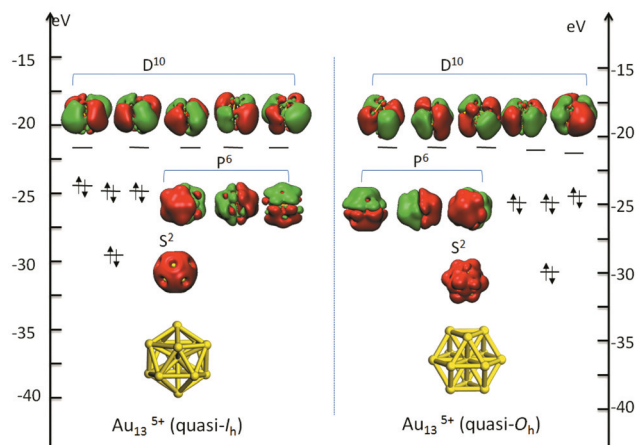 eV
eV
-15
-20
-25
-30
-35
-40
D¹⁰
P⁶
S²
Au₁₃ ⁵⁺ (quasi-Iₕ)
D¹⁰
P⁶
S²
Au₁₃ ⁵⁺ (quasi-Oₕ)
-15
-20
-25
-30
-35
-40